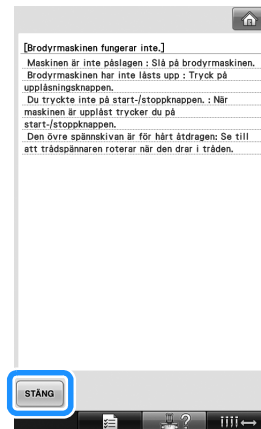 [Brodyrmaskinen fungerar inte.]
Maskinen är inte påslagen : Slå på brodyrmaskinen.
Brodyrmaskinen har inte låsts upp : Tryck på
upplåsningsknappen.
Du tryckte inte på start-/stoppknappen. : När
maskinen är upplåst trycker du på
start-/stoppknappen.
Den övre spännskivan är för hårt åtdragen: Se till
att trådspännaren roterar när den drar i tråden.
STÄNG
?